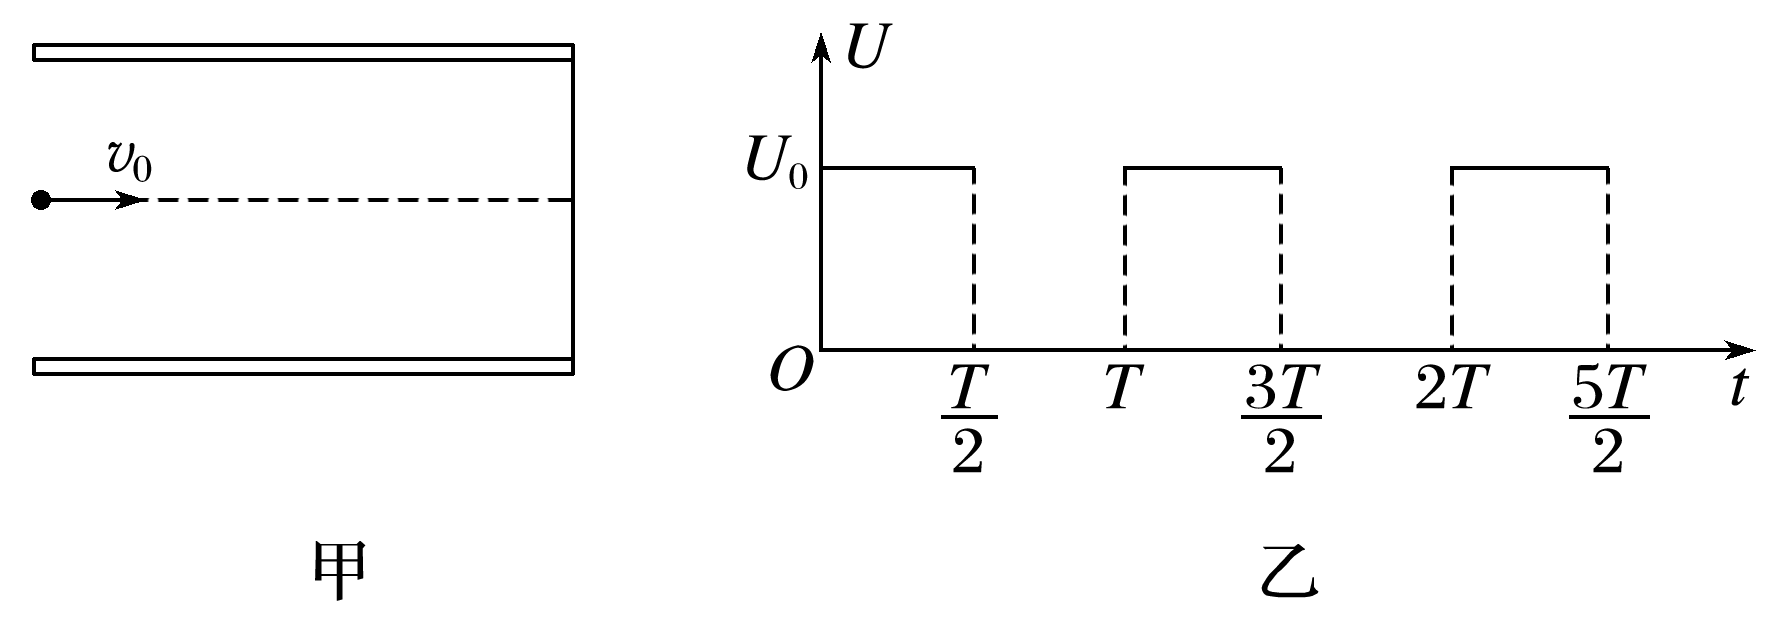 v₀
甲
U
U₀
O
T/2
T
3T/2
2T
5T/2
t
乙